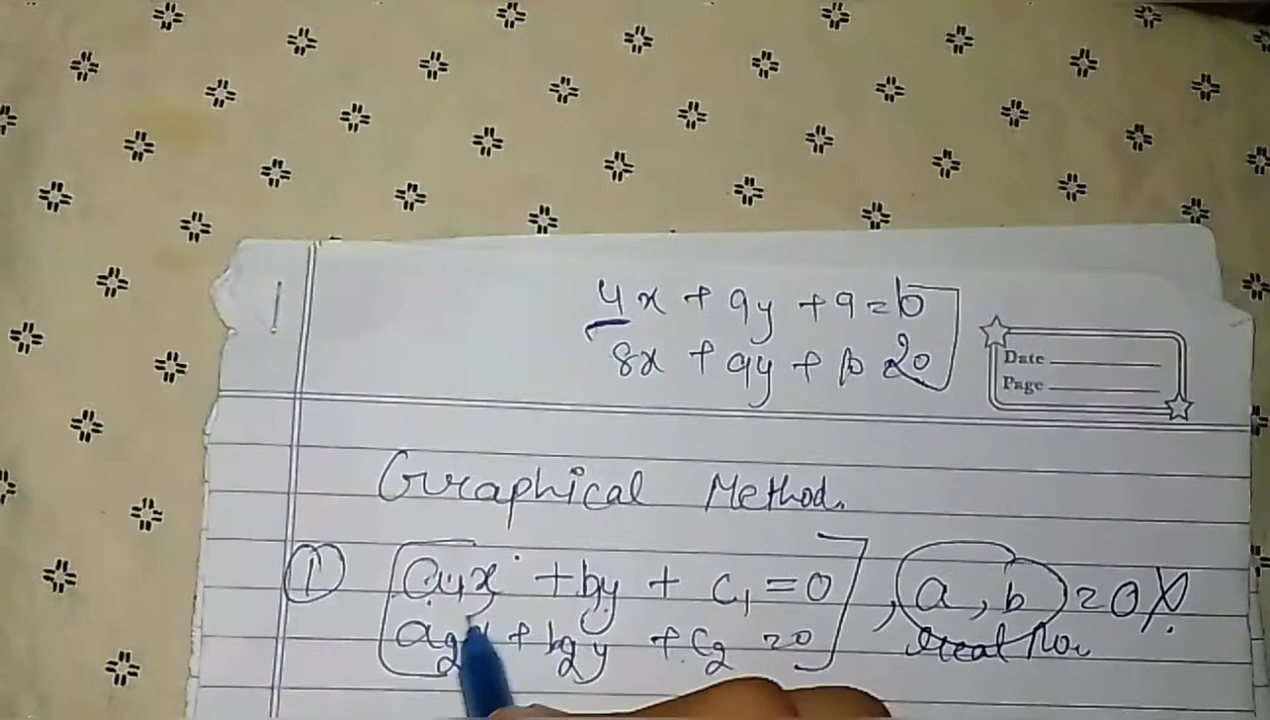 4x + 9y + 9 = 0
8x + 9y + 10 = 0
Date
Page
Graphical Method.
① a₁x + b₁y + c₁ = 0 , a, b = 0 X
a₂x + b₂y + c₂ = 0 real No.